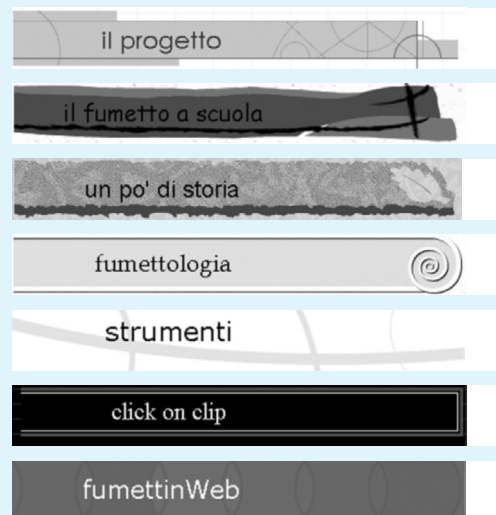 il progetto
il fumetto a scuola
un po' di storia
fumettologia
strumenti
click on clip
fumettinWeb